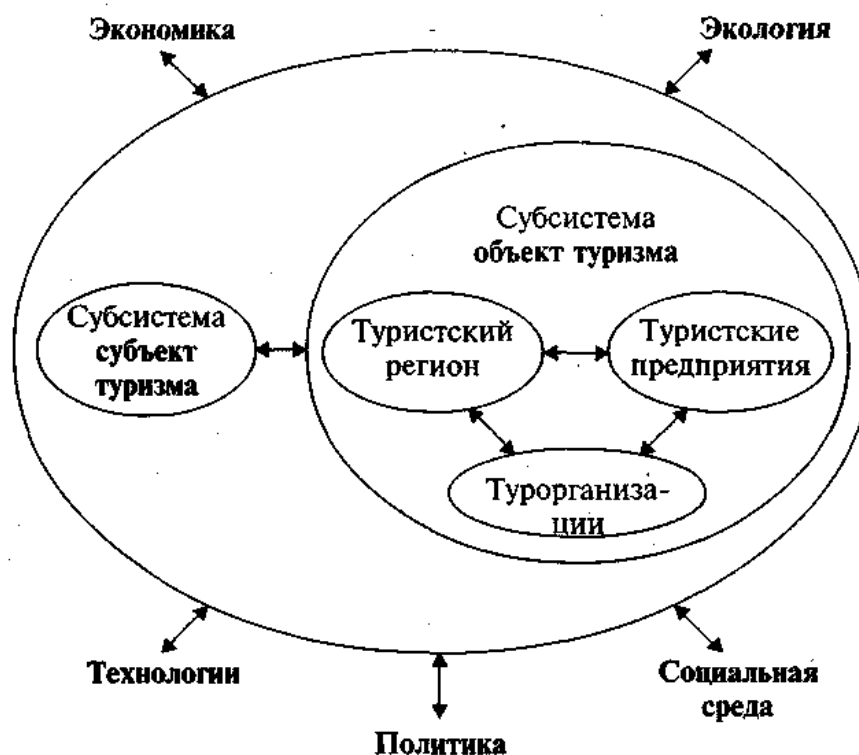 Экономика
Экология
Субсистема
объект туризма
Субсистема
субъект
туризма
Туристский
регион
Туристские
предприятия
Турорганиза-
ции
Технологии
Политика
Социальная
среда